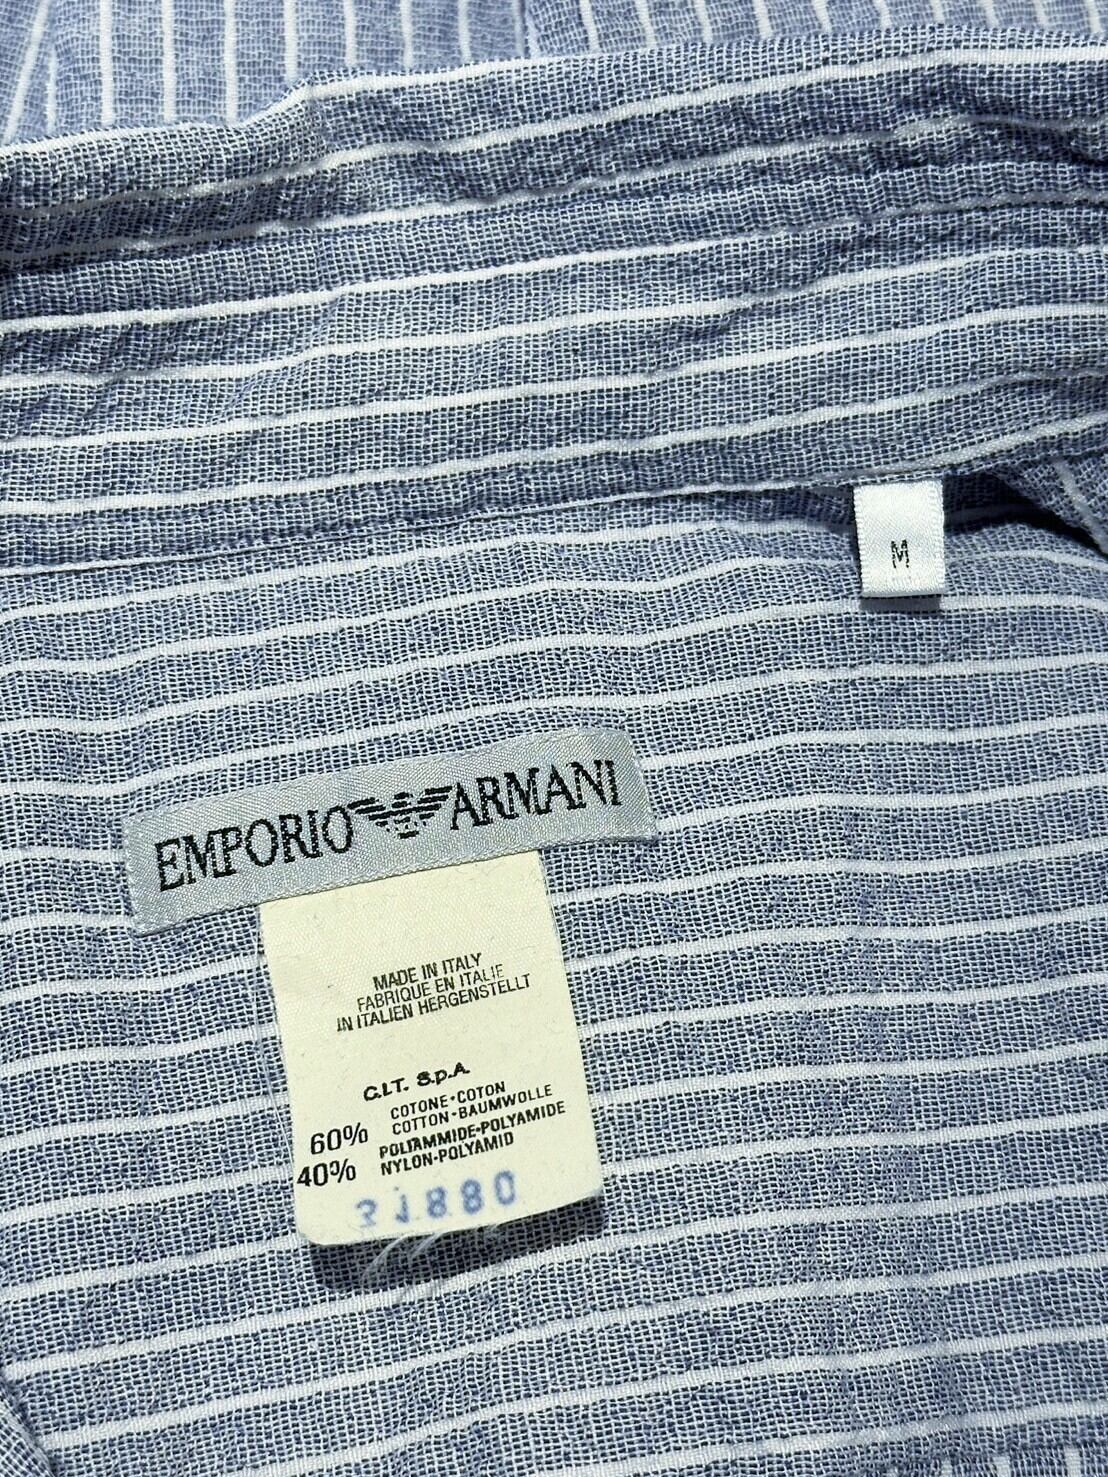 M
EMPORIO ARMANI
MADE IN ITALY
FABRIQUE EN ITALIE
IN ITALIEN HERGENSTELLT
C.I.T. S.p.A.
COTONE-COTON
60% COTTON-BAUMWOLLE
POLIAMMIDE-POLYAMIDE
40% NYLON-POLYAMID
31880